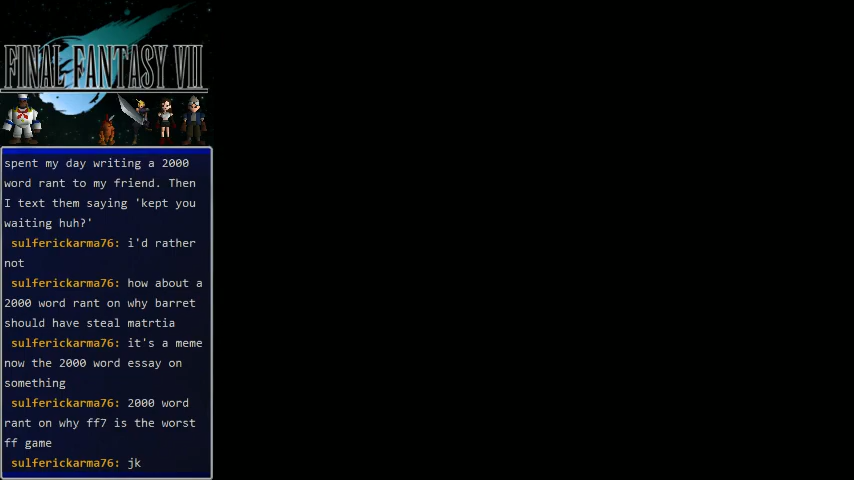 FINAL FANTASY VII
spent my day writing a 2000
word rant to my friend. Then
I text them saying 'kept you
waiting huh?'
sulferickarma76: i'd rather
not
sulferickarma76: how about a
2000 word rant on why barret
should have steal matrtia
sulferickarma76: it's a meme
now the 2000 word essay on
something
sulferickarma76: 2000 word
rant on why ff7 is the worst
ff game
sulferickarma76: jk